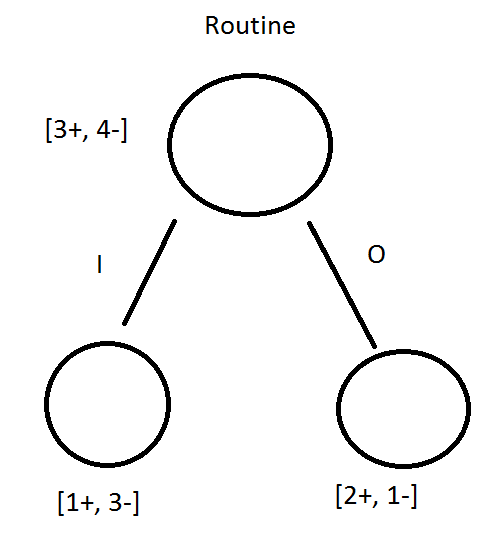 Routine
[3+, 4-]
I
O
[1+, 3-]
[2+, 1-]